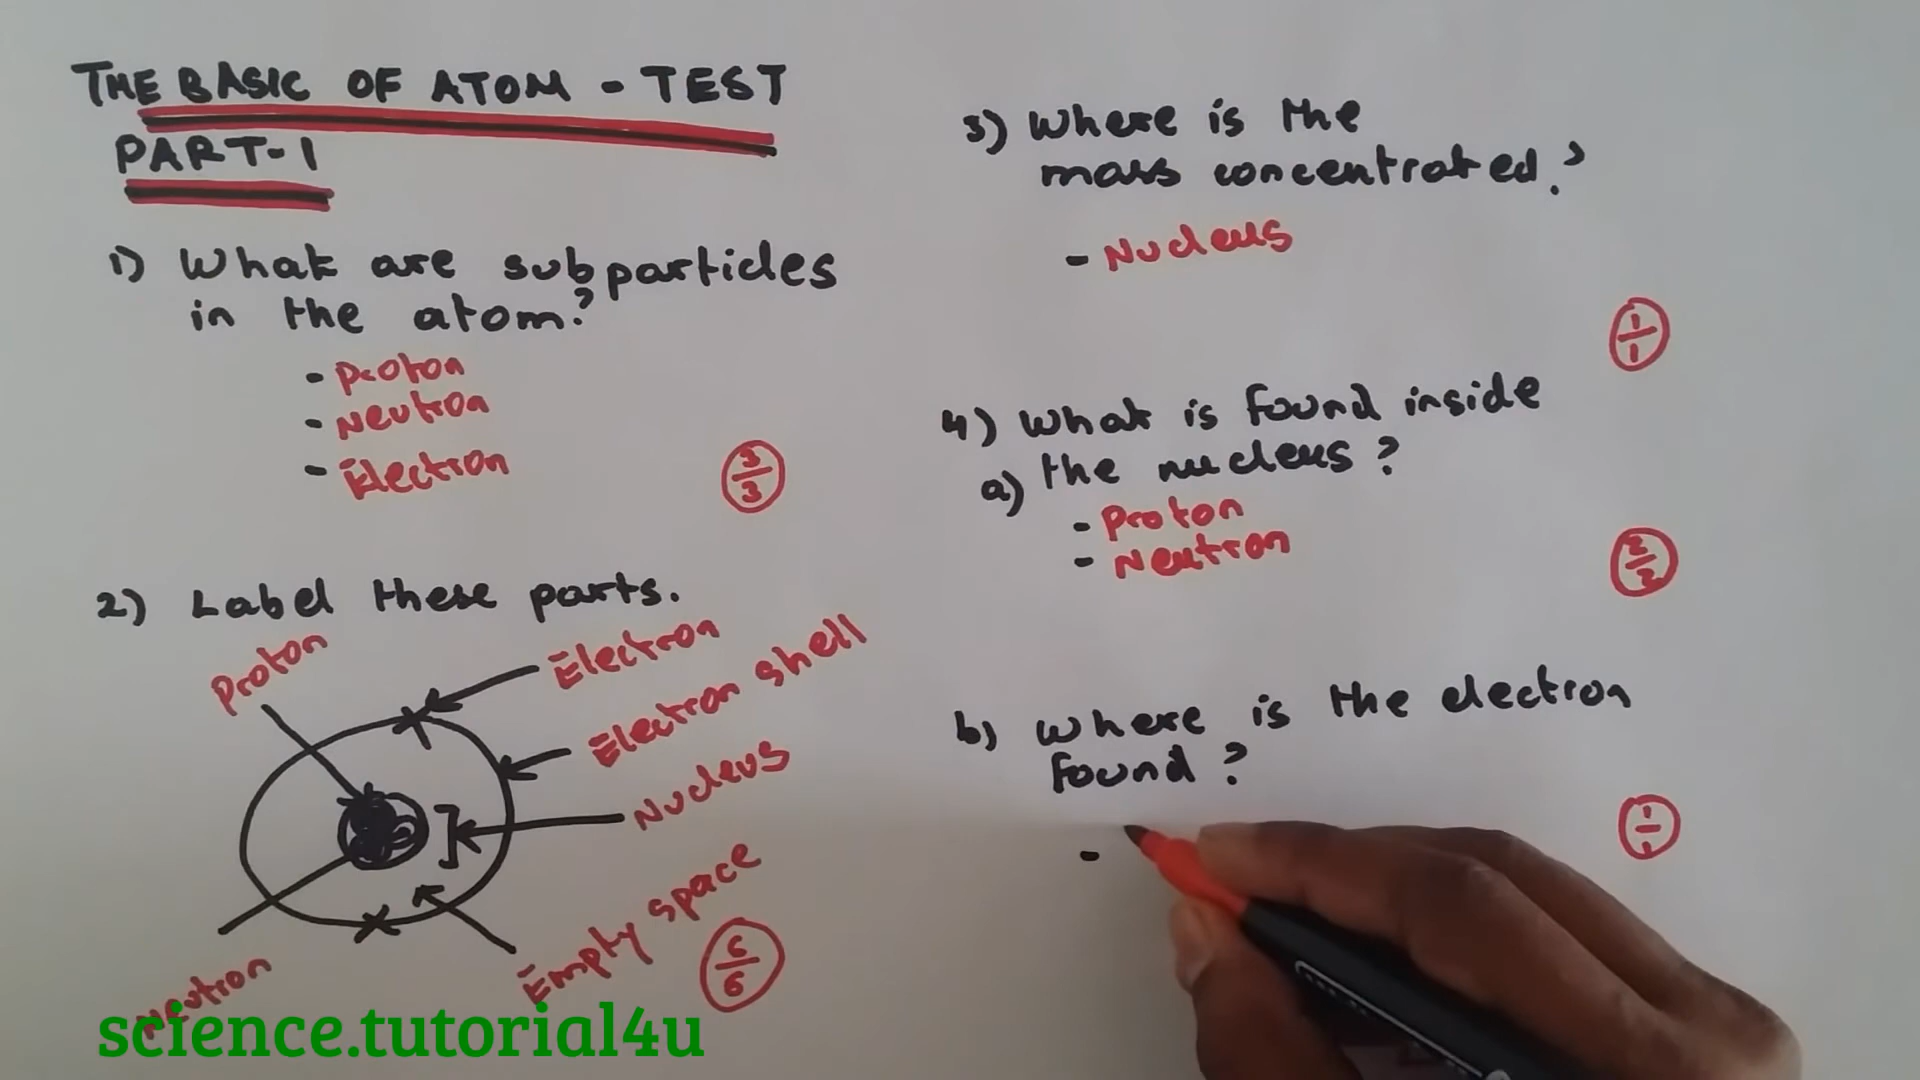 THE BASIC OF ATOM - TEST
PART-1
1) What are subparticles
in the atom?
- Proton
- Neutron
- Electron
3/3
2) Label these parts.
Proton
Electron
Electron shell
Nucleus
Empty space
Neutron
6/6
3) Where is the
mass concentrated?
- Nucleus
1/1
4) What is found inside
a) the nucleus?
- Proton
- Neutron
2/2
b) Where is the electron
found?
-
1/1
science.tutorial4u